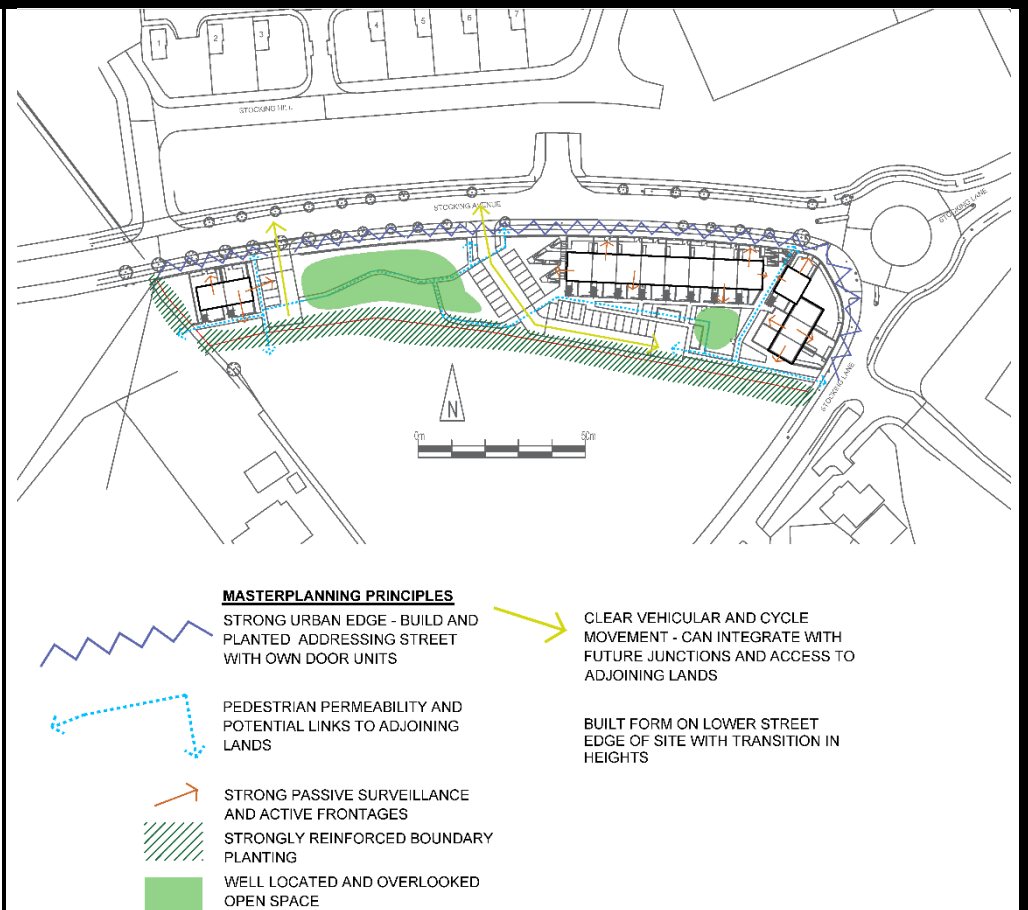 1
2
3
4
5
6
7
STOCKING
STOCKING AVENUE
STOCKING LANE
STOCKING LANE
N
0m
50m
MASTERPLANNING PRINCIPLES
STRONG URBAN EDGE - BUILD AND
PLANTED ADDRESSING STREET
WITH OWN DOOR UNITS
PEDESTRIAN PERMEABILITY AND
POTENTIAL LINKS TO ADJOINING
LANDS
STRONG PASSIVE SURVEILLANCE
AND ACTIVE FRONTAGES
STRONGLY REINFORCED BOUNDARY
PLANTING
WELL LOCATED AND OVERLOOKED
OPEN SPACE
CLEAR VEHICULAR AND CYCLE
MOVEMENT - CAN INTEGRATE WITH
FUTURE JUNCTIONS AND ACCESS TO
ADJOINING LANDS
BUILT FORM ON LOWER STREET
EDGE OF SITE WITH TRANSITION IN
HEIGHTS